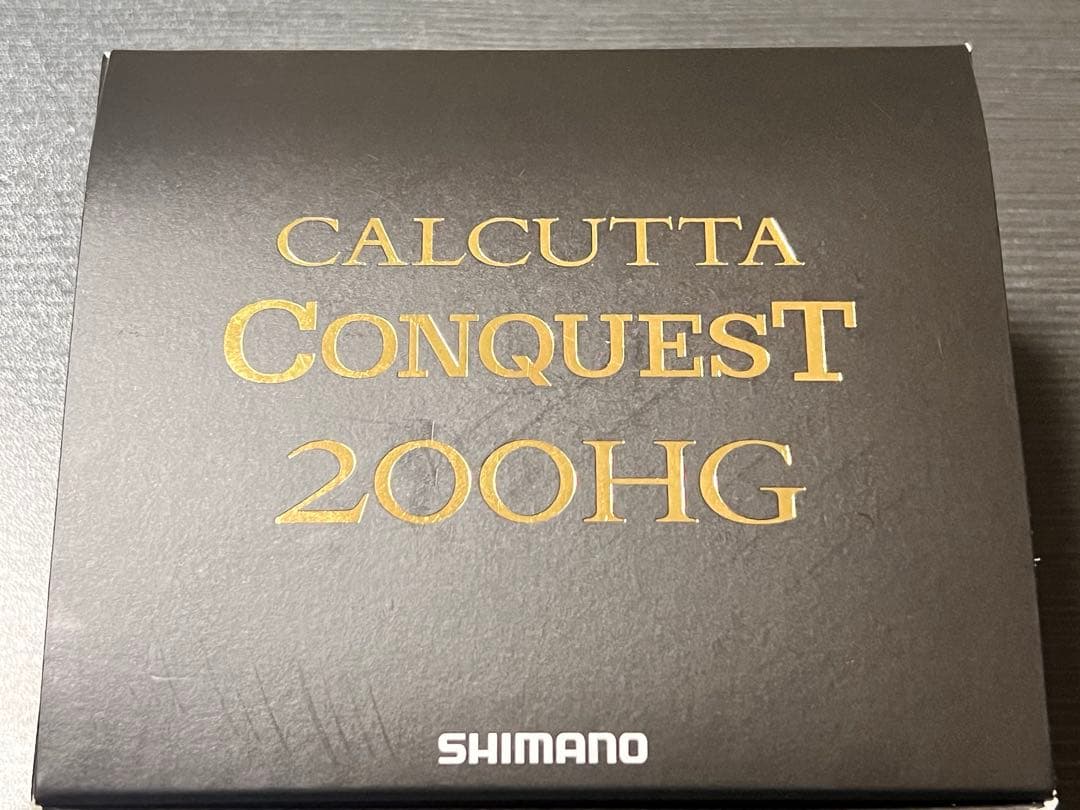 CALCUTTA
CONQUEST
200HG
SHIMANO